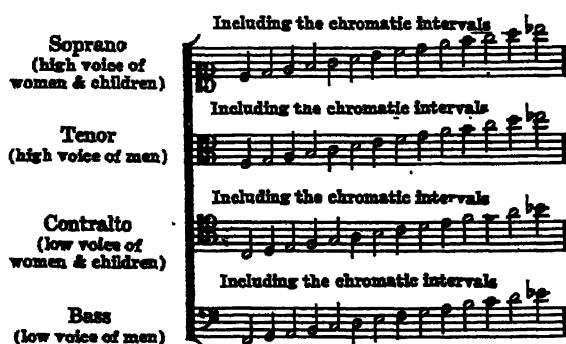 Including the chromatic intervals
Soprano
(high voice of
women & children)
Including the chromatic intervals
Tenor
(high voice of men)
Including the chromatic intervals
Contralto
(low voice of
women & children)
Including the chromatic intervals
Bass
(low voice of men)